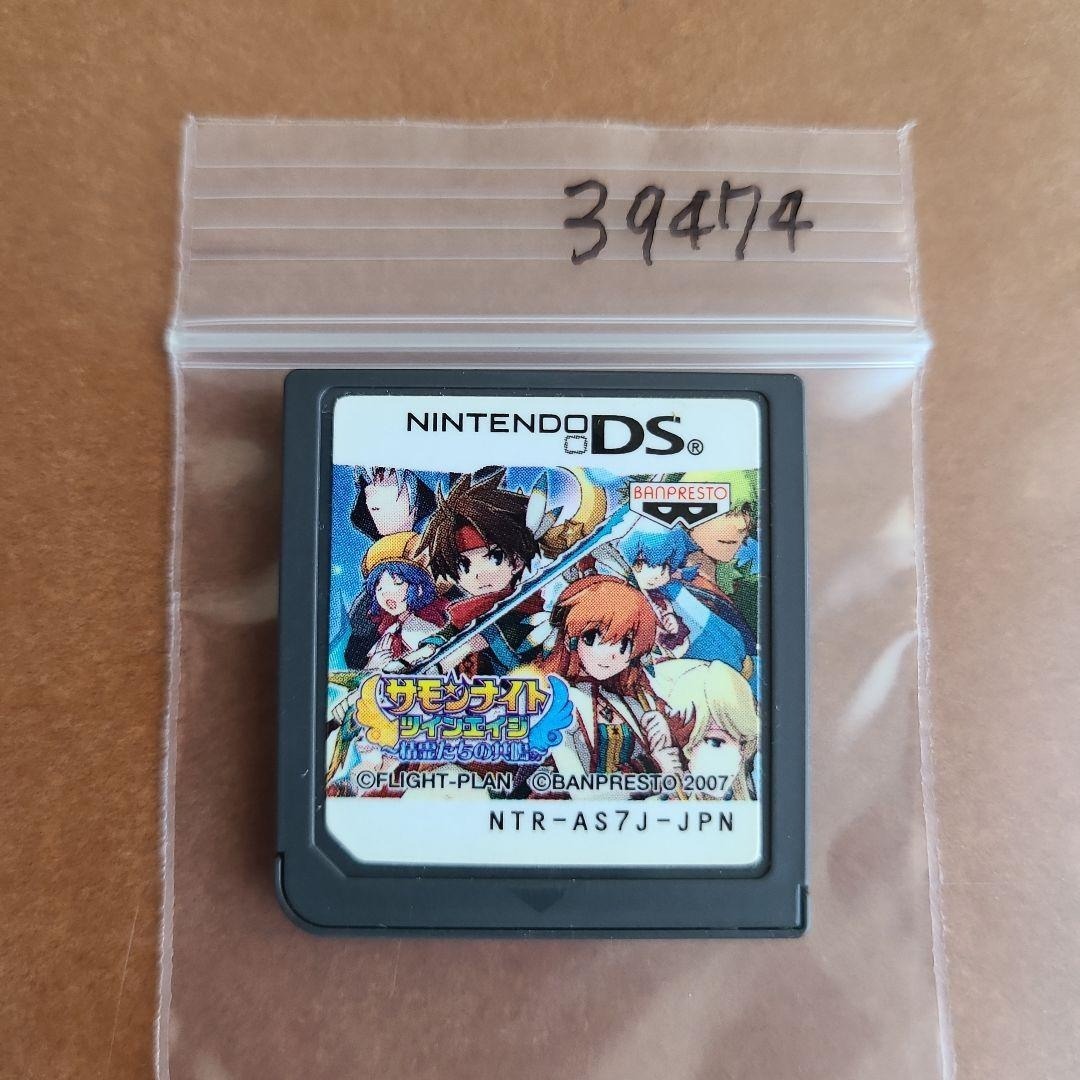 39474
NINTENDO DS®
BANPRESTO
サモンナイト
ツインエイジ
~精霊たちの共鳴~
©FLIGHT-PLAN ©BANPRESTO 2007
NTR-AS7J-JPN